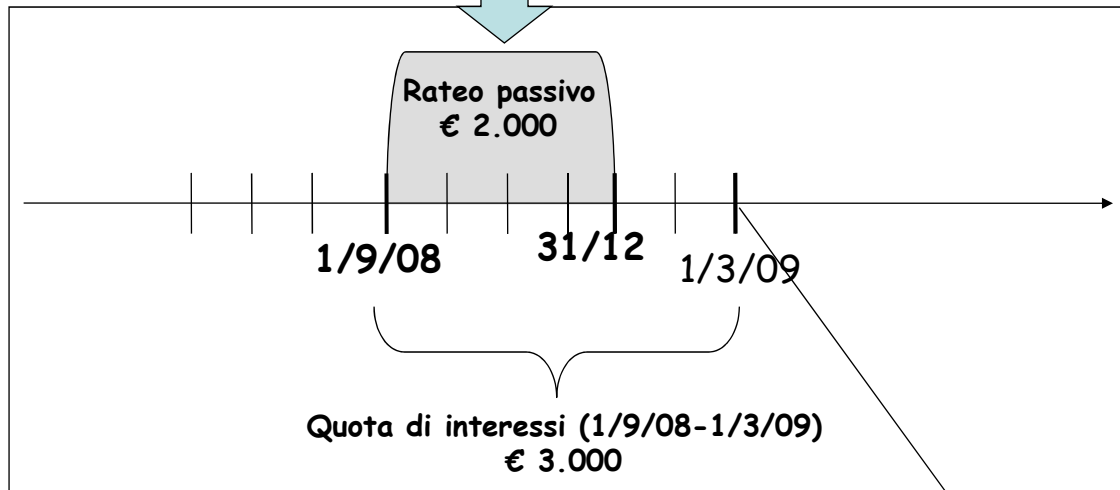 Rateo passivo
€ 2.000
1/9/08
31/12
1/3/09
Quota di interessi (1/9/08-1/3/09)
€ 3.000